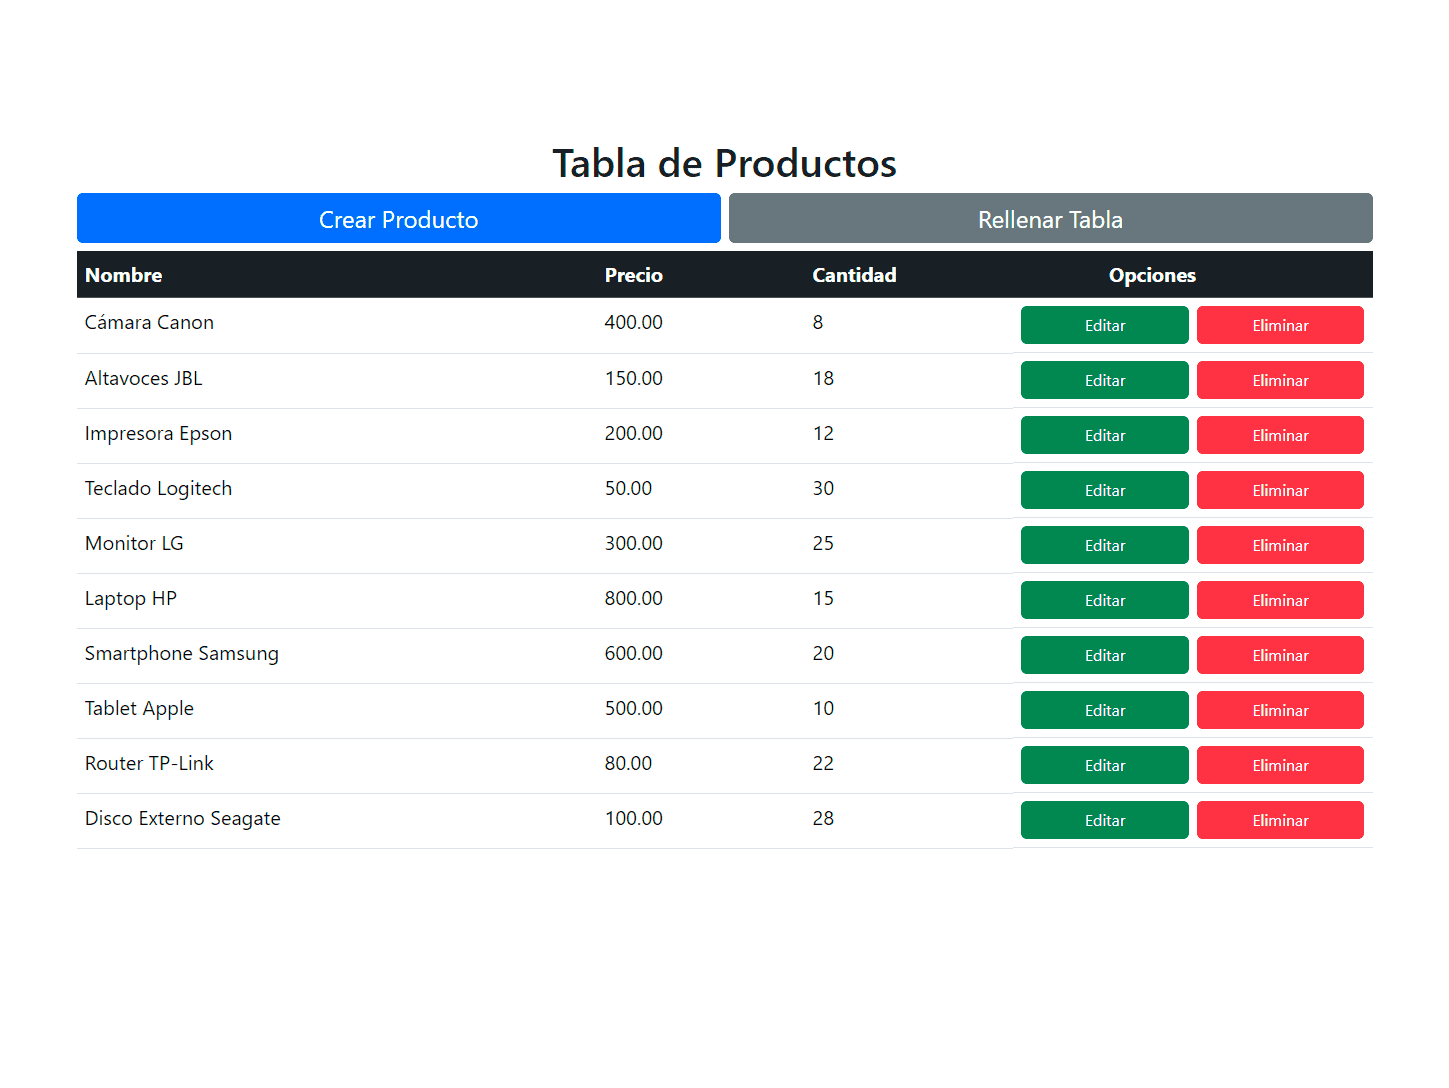 Tabla de Productos
Crear Producto Rellenar Tabla
Nombre Precio Cantidad Opciones
Cámara Canon 400.00 8 Editar Eliminar
Altavoces JBL 150.00 18 Editar Eliminar
Impresora Epson 200.00 12 Editar Eliminar
Teclado Logitech 50.00 30 Editar Eliminar
Monitor LG 300.00 25 Editar Eliminar
Laptop HP 800.00 15 Editar Eliminar
Smartphone Samsung 600.00 20 Editar Eliminar
Tablet Apple 500.00 10 Editar Eliminar
Router TP-Link 80.00 22 Editar Eliminar
Disco Externo Seagate 100.00 28 Editar Eliminar